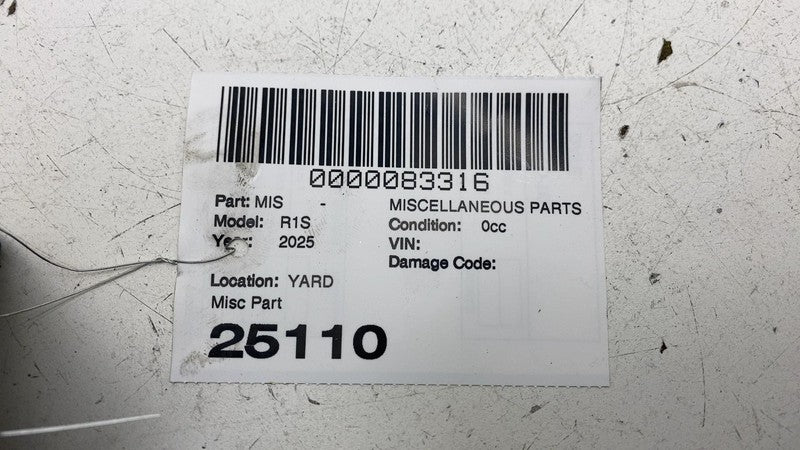 0000083316
Part: MIS - MISCELLANEOUS PARTS
Model: R1S Condition: 0cc
Year: 2025 VIN:
Damage Code:
Location: YARD
Misc Part
25110